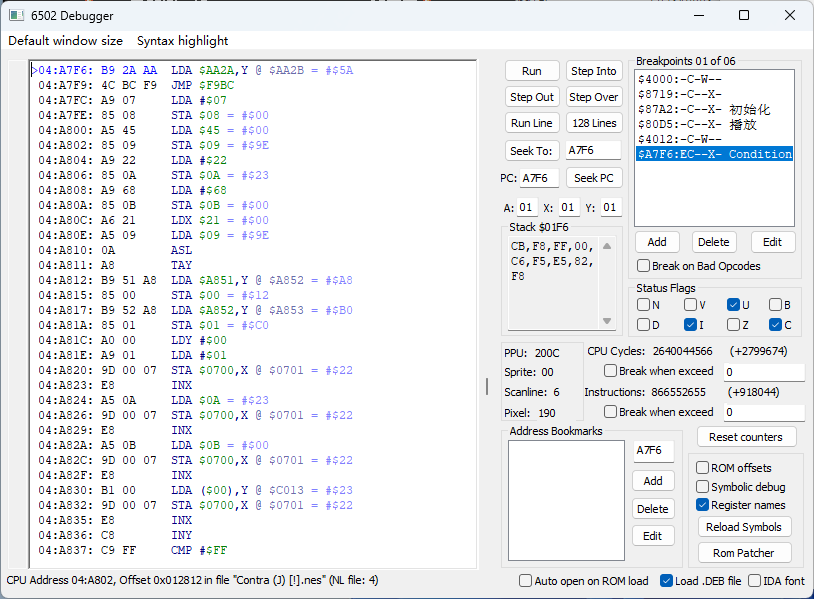 6502 Debugger
Default window size Syntax highlight
>04:A7F6: B9 2A AA LDA $AA2A,Y @ $AA2B = #$5A
04:A7F9: 4C BC F9 JMP $F9BC
04:A7FC: A9 07 LDA #$07
04:A7FE: 85 08 STA $08 = #$00
04:A800: A5 45 LDA $45 = #$00
04:A802: 85 09 STA $09 = #$9E
04:A804: A9 22 LDA #$22
04:A806: 85 0A STA $0A = #$23
04:A808: A9 68 LDA #$68
04:A80A: 85 0B STA $0B = #$00
04:A80C: A6 21 LDX $21 = #$00
04:A80E: A5 09 LDA $09 = #$9E
04:A810: 0A ASL
04:A811: A8 TAY
04:A812: B9 51 A8 LDA $A851,Y @ $A852 = #$A8
04:A815: 85 00 STA $00 = #$12
04:A817: B9 52 A8 LDA $A852,Y @ $A853 = #$B0
04:A81A: 85 01 STA $01 = #$C0
04:A81C: A0 00 LDY #$00
04:A81E: A9 01 LDA #$01
04:A820: 9D 00 07 STA $0700,X @ $0701 = #$22
04:A823: E8 INX
04:A824: A5 0A LDA $0A = #$23
04:A826: 9D 00 07 STA $0700,X @ $0701 = #$22
04:A829: E8 INX
04:A82A: A5 0B LDA $0B = #$00
04:A82C: 9D 00 07 STA $0700,X @ $0701 = #$22
04:A82F: E8 INX
04:A830: B1 00 LDA ($00),Y @ $C013 = #$23
04:A832: 9D 00 07 STA $0700,X @ $0701 = #$22
04:A835: E8 INX
04:A836: C8 INY
04:A837: C9 FF CMP #$FF
Run Step Into
Step Out Step Over
Run Line 128 Lines
Seek To: A7F6
PC: A7F6 Seek PC
A: 01 X: 01 Y: 01
Stack $01F6
CB,F8,FF,00,
C6,F5,E5,82,
F8
Breakpoints 01 of 06
$4000:-C-W--
$8719:-C--X-
$87A2:-C--X- 初始化
$80D5:-C--X- 播放
$4012:-C-W--
$A7F6:EC--X- Condition
Add Delete Edit
Break on Bad Opcodes
Status Flags
N V U B
D I Z C
PPU: 200C
Sprite: 00
Scanline: 6
Pixel: 190
CPU Cycles: 2640044566 (+2799674)
Break when exceed 0
Instructions: 866552655 (+918044)
Break when exceed 0
Address Bookmarks
A7F6
Add
Delete
Edit
Reset counters
ROM offsets
Symbolic debug
Register names
Reload Symbols
Rom Patcher
CPU Address 04:A802, Offset 0x012812 in file "Contra (J) [!].nes" (NL file: 4)
Auto open on ROM load Load .DEB file IDA font